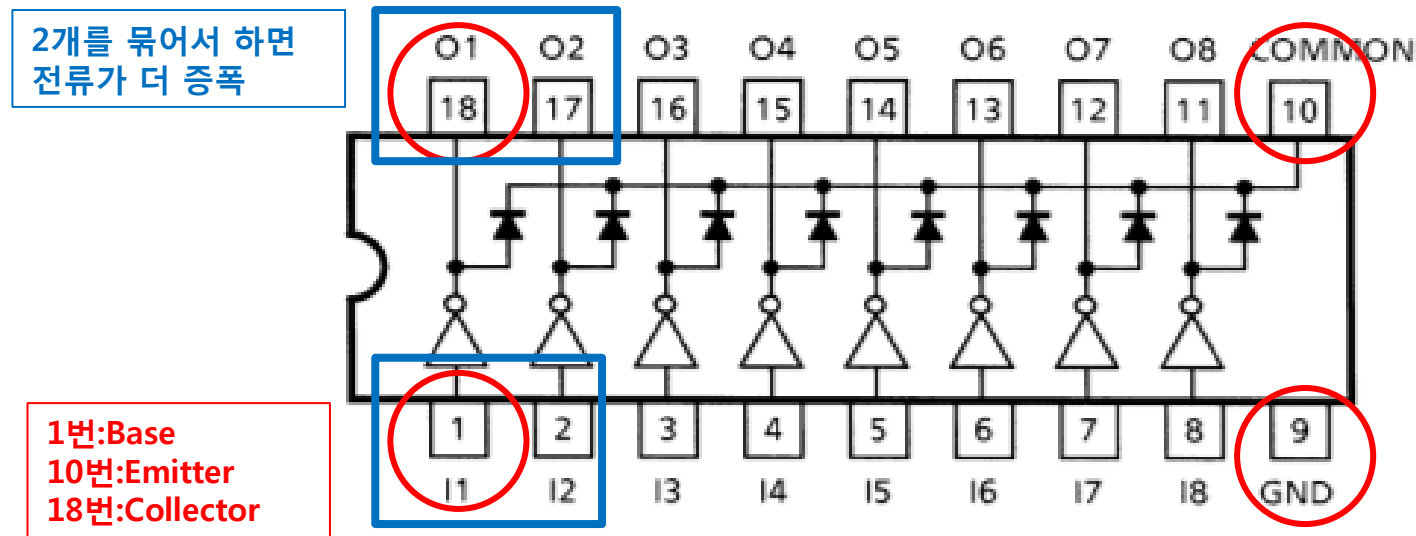 2개를 묶어서 하면
전류가 더 증폭
O1 O2 O3 O4 O5 O6 O7 O8 COMMON
18 17 16 15 14 13 12 11 10
1 2 3 4 5 6 7 8 9
I1 I2 I3 I4 I5 I6 I7 I8 GND
1번:Base
10번:Emitter
18번:Collector